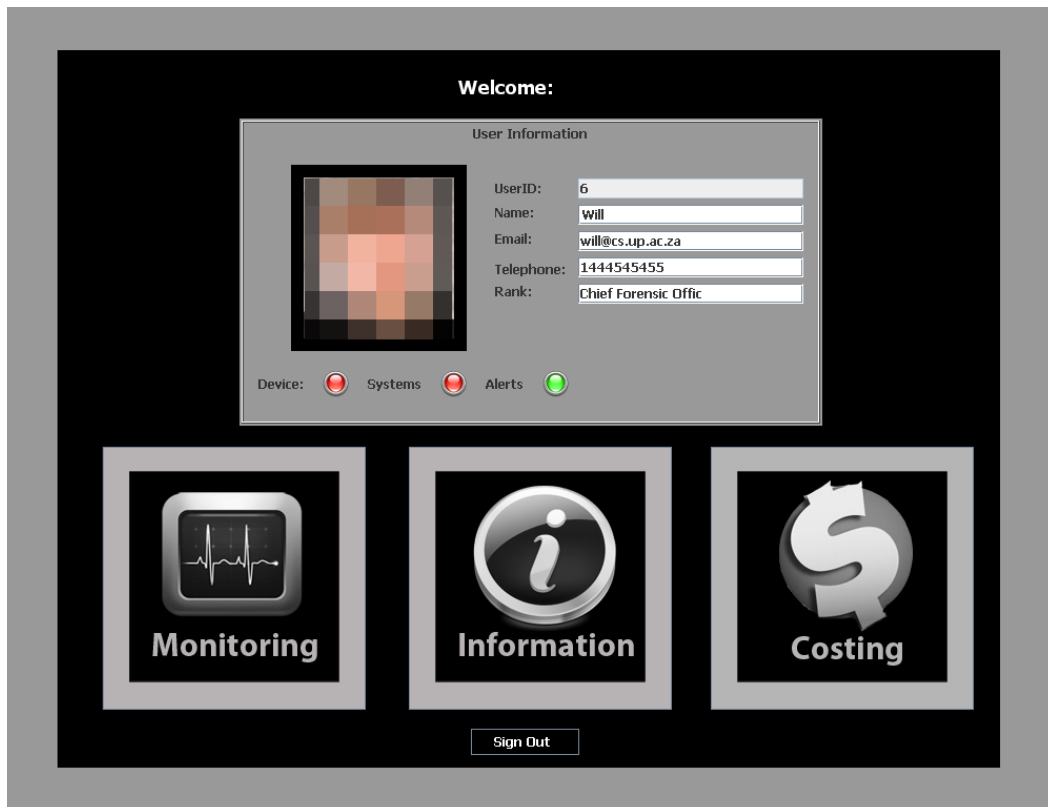 Welcome:
User Information
UserID: 6
Name: Will
Email: will@cs.up.ac.za
Telephone: 1444545455
Rank: Chief Forensic Offic
Device: Systems Alerts
Monitoring Information Costing
Sign Out